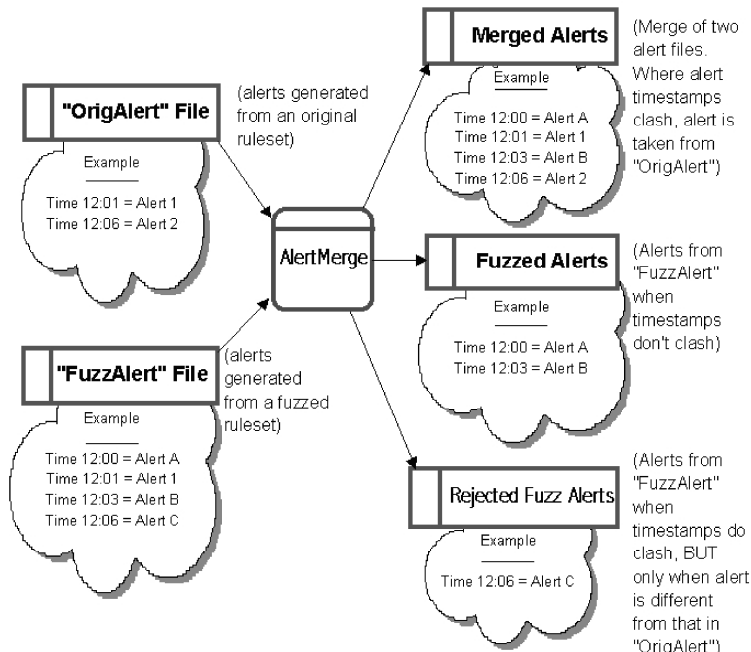 "OrigAlert" File
Example
Time 12:01 = Alert 1
Time 12:06 = Alert 2
(alerts generated
from an original
ruleset)
"FuzzAlert" File
Example
Time 12:00 = Alert A
Time 12:01 = Alert 1
Time 12:03 = Alert B
Time 12:06 = Alert C
(alerts
generated
from a fuzzed
ruleset)
AlertMerge
Merged Alerts
Example
Time 12:00 = Alert A
Time 12:01 = Alert 1
Time 12:03 = Alert B
Time 12:06 = Alert 2
(Merge of two
alert files.
Where alert
timestamps
clash, alert is
taken from
"OrigAlert")
Fuzzed Alerts
Example
Time 12:00 = Alert A
Time 12:03 = Alert B
(Alerts from
"FuzzAlert"
when
timestamps
don't clash)
Rejected Fuzz Alerts
Example
Time 12:06 = Alert C
(Alerts from
"FuzzAlert"
when
timestamps do
clash, BUT
only when alert
is different
from that in
"OrigAlert")